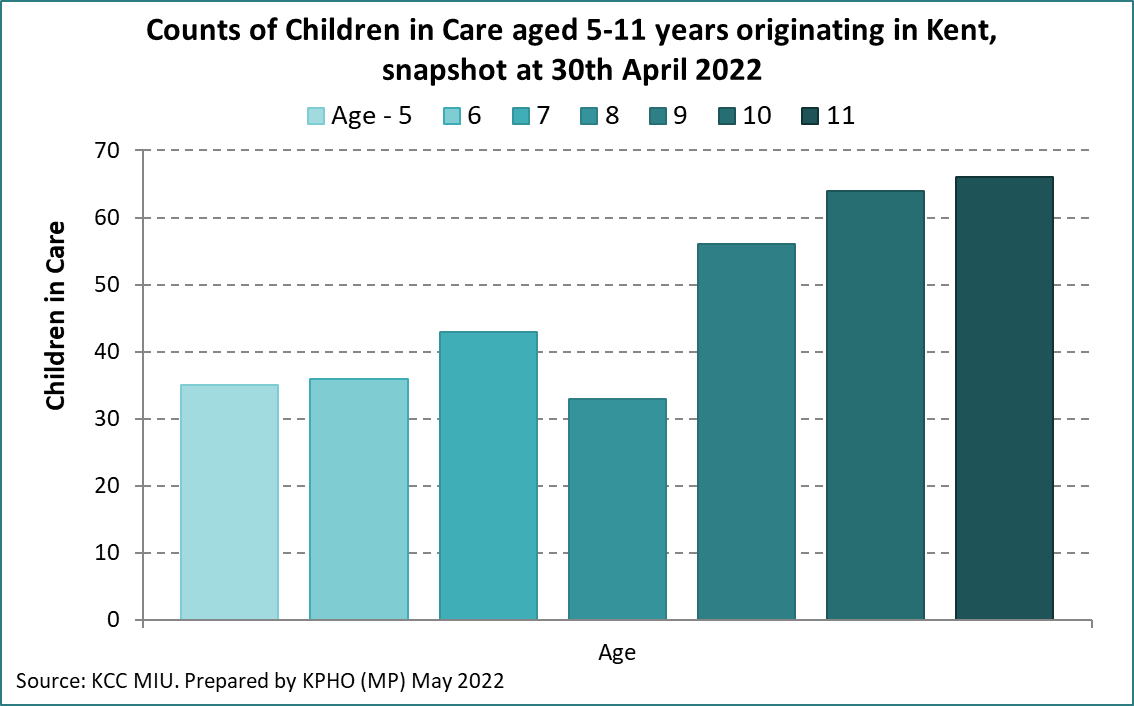 Counts of Children in Care aged 5-11 years originating in Kent,
snapshot at 30th April 2022
Age - 5 6 7 8 9 10 11
70
60
50
40
30
20
10
0
Children in Care
Age
Source: KCC MIU. Prepared by KPHO (MP) May 2022